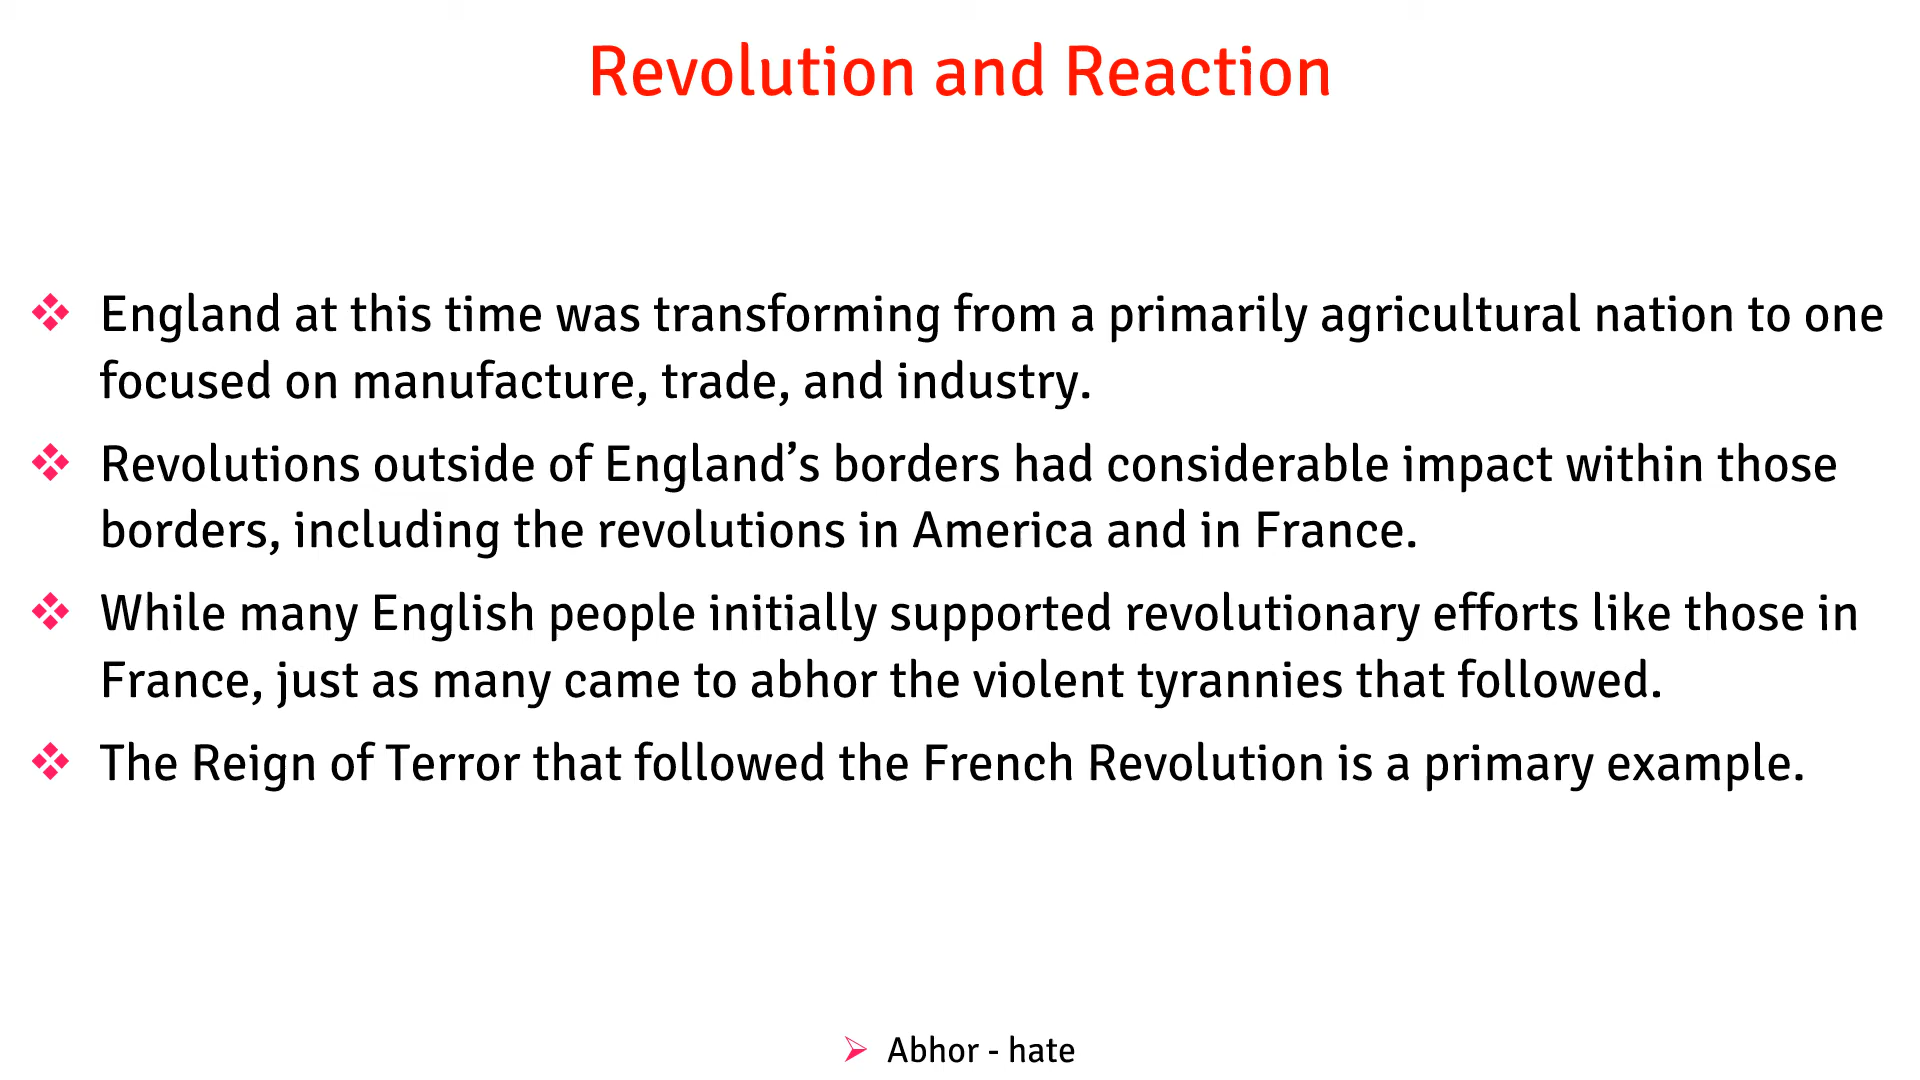 Revolution and Reaction
❖ England at this time was transforming from a primarily agricultural nation to one
focused on manufacture, trade, and industry.
❖ Revolutions outside of England’s borders had considerable impact within those
borders, including the revolutions in America and in France.
❖ While many English people initially supported revolutionary efforts like those in
France, just as many came to abhor the violent tyrannies that followed.
❖ The Reign of Terror that followed the French Revolution is a primary example.
➢ Abhor - hate